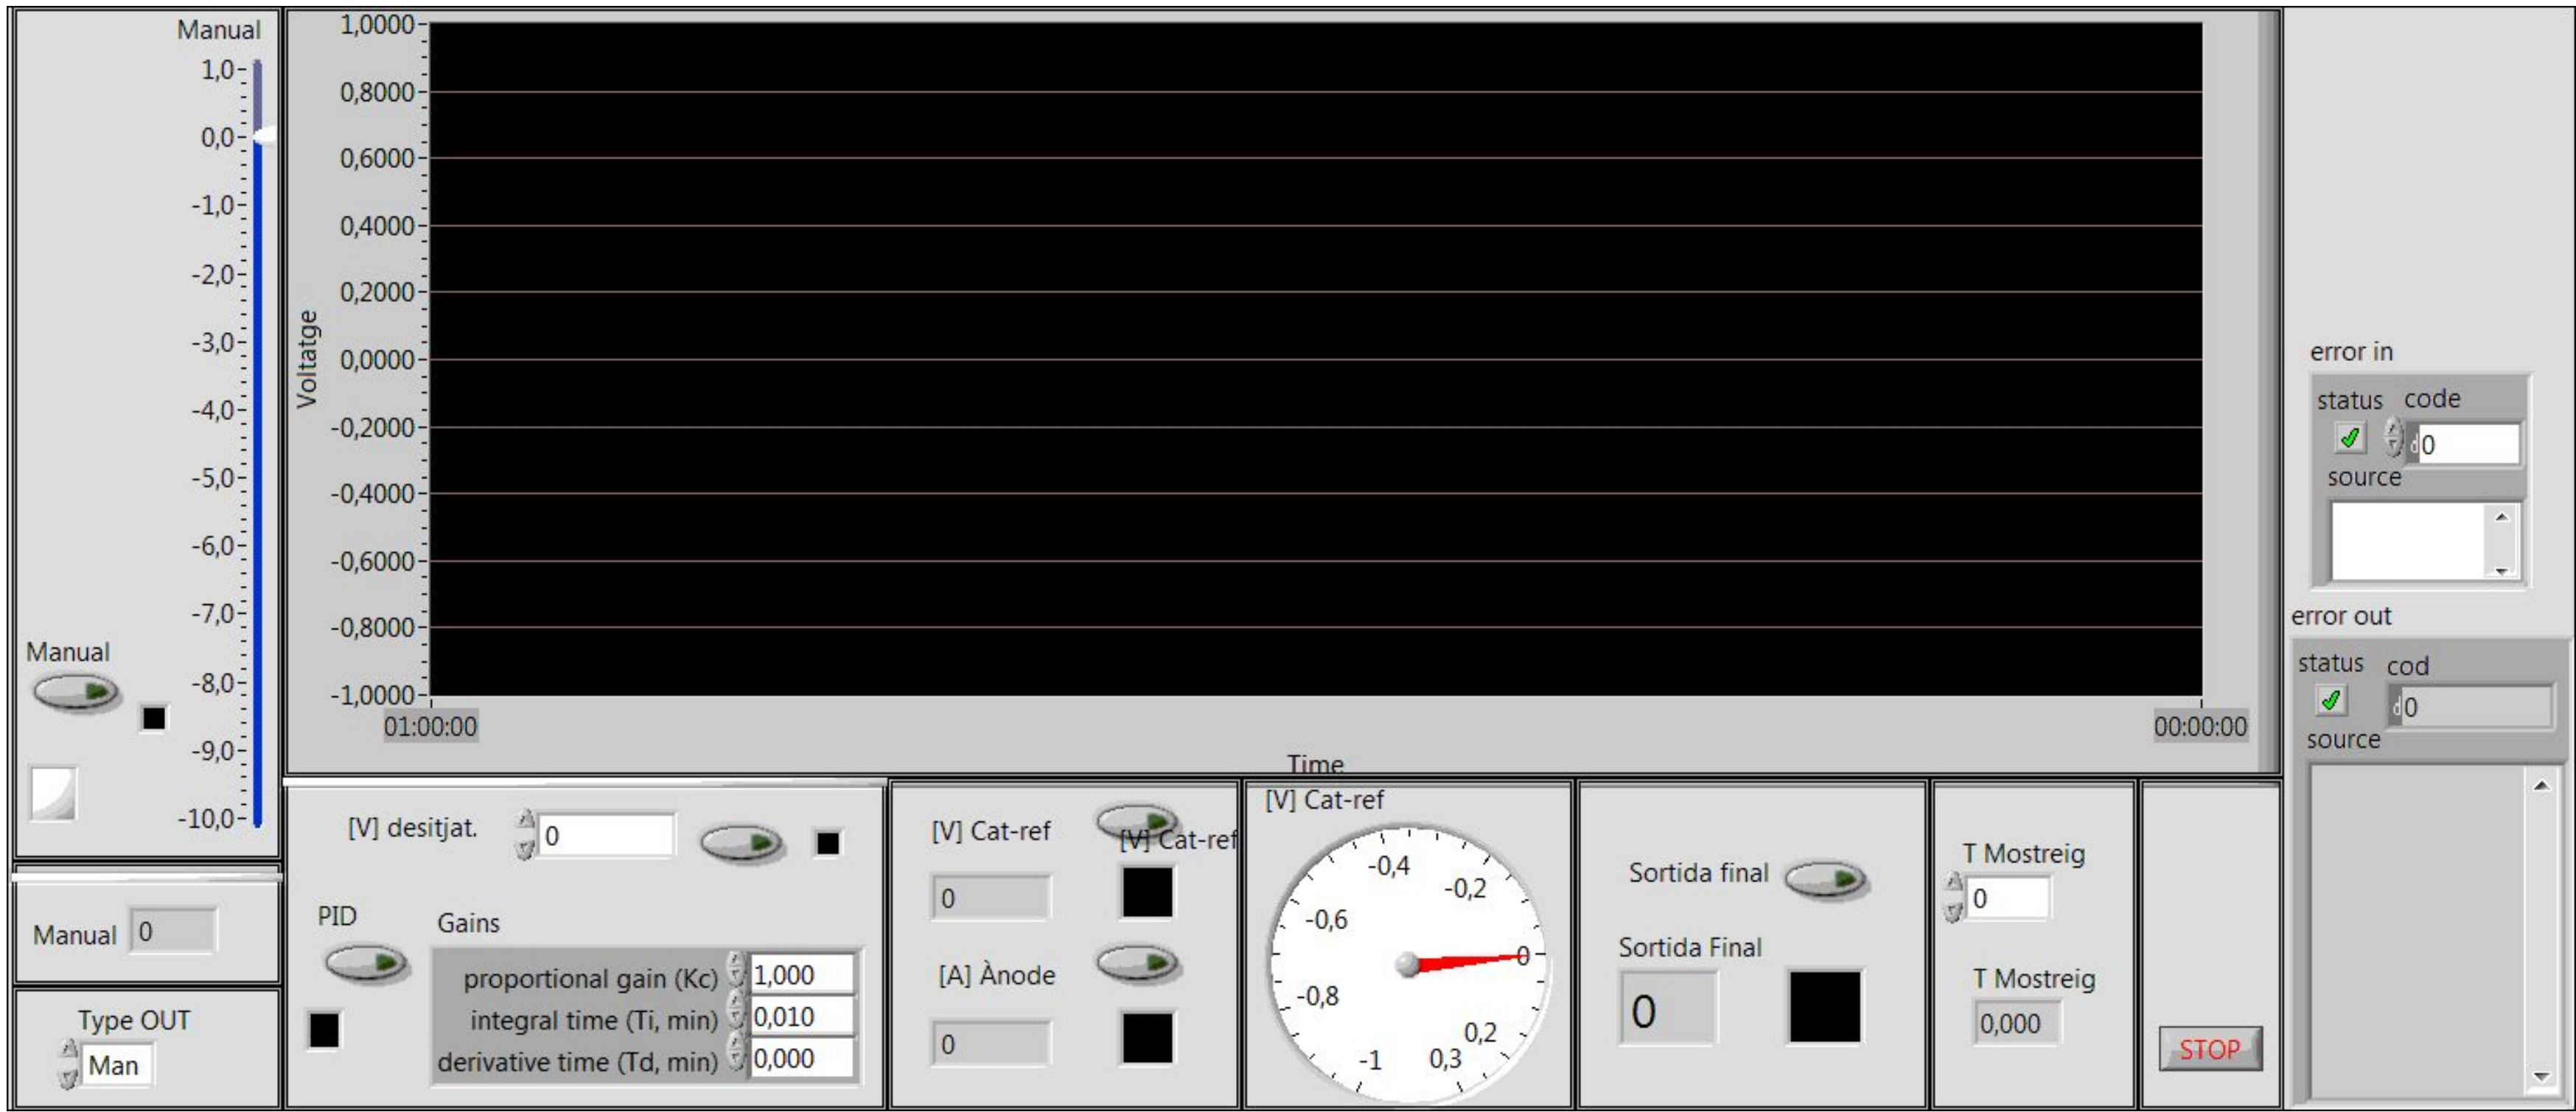 Manual
1,0
0,0
-1,0
-2,0
-3,0
-4,0
-5,0
-6,0
-7,0
-8,0
-9,0
-10,0
Manual
Manual 0
Type OUT
Man
Voltatge
1,0000
0,8000
0,6000
0,4000
0,2000
0,0000
-0,2000
-0,4000
-0,6000
-0,8000
-1,0000
01:00:00 00:00:00
Time
[V] desitjat. 0
PID
Gains
proportional gain (Kc) 1,000
integral time (Ti, min) 0,010
derivative time (Td, min) 0,000
[V] Cat-ref
[V] Cat-ref
0
[A] Ànode
0
[V] Cat-ref
-0,4
-0,2
-0,6
0
-0,8
0,2
-1
0,3
Sortida final
Sortida Final
0
T Mostreig
0
T Mostreig
0,000
STOP
error in
status code
d 0
source
error out
status cod
d 0
source